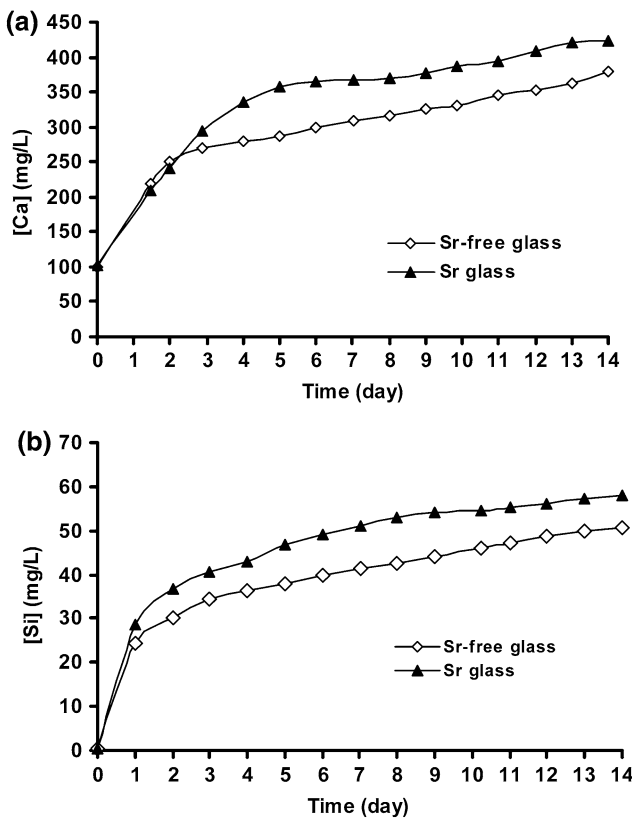 (a)
450
400
350
300
250
200
150
100
50
0
[Ca] (mg/L)
Sr-free glass
Sr glass
0 1 2 3 4 5 6 7 8 9 10 11 12 13 14
Time (day)
(b)
70
60
50
40
30
20
10
0
[Si] (mg/L)
Sr-free glass
Sr glass
0 1 2 3 4 5 6 7 8 9 10 11 12 13 14
Time (day)